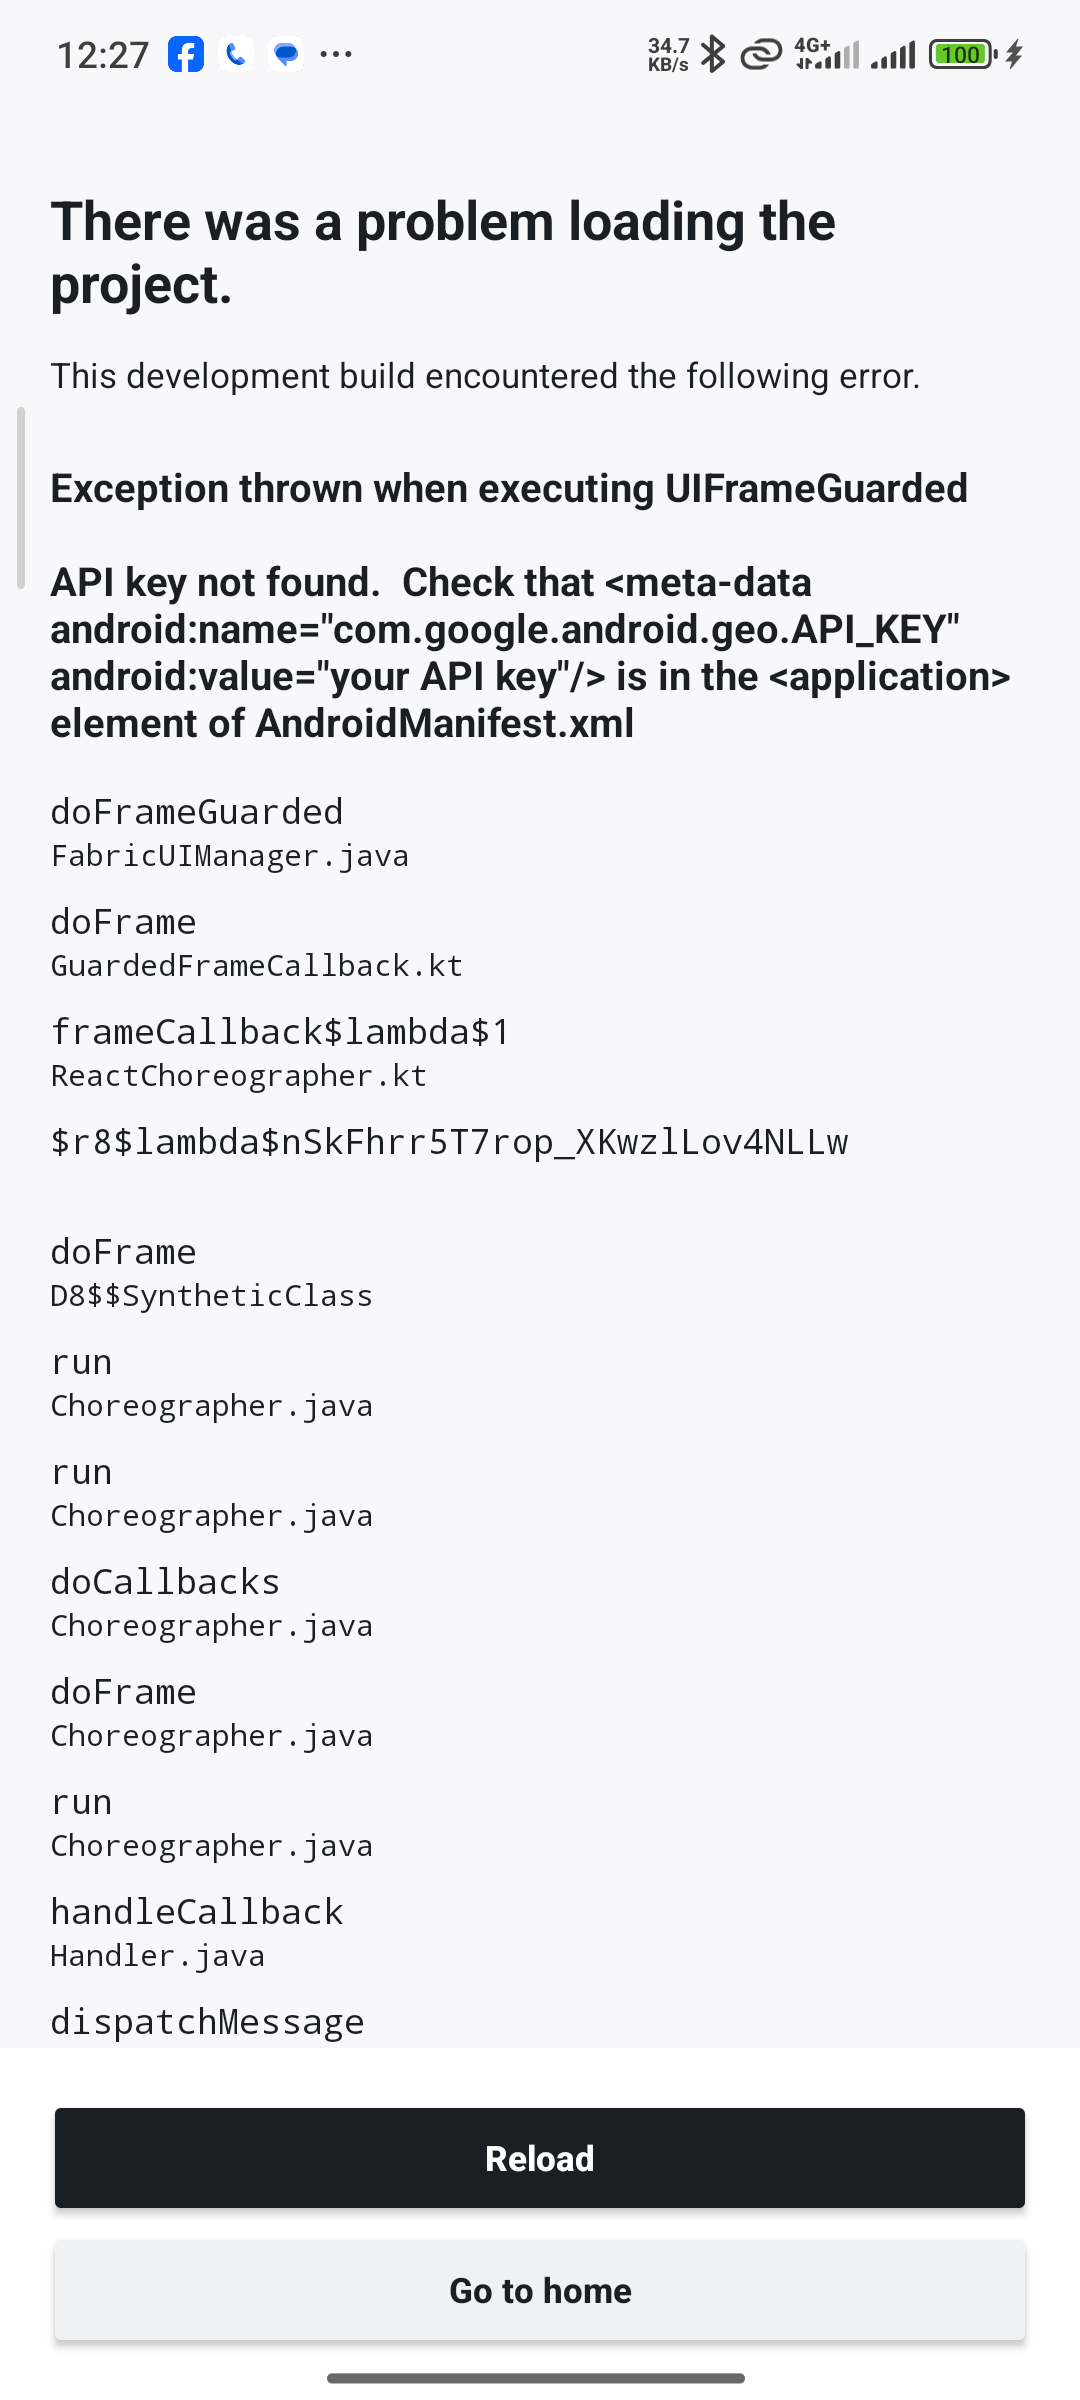 12:27
34.7
KB/s
4G+
100
There was a problem loading the
project.
This development build encountered the following error.
Exception thrown when executing UIFrameGuarded
API key not found.  Check that <meta-data
android:name="com.google.android.geo.API_KEY"
android:value="your API key"/> is in the <application>
element of AndroidManifest.xml
doFrameGuarded
FabricUIManager.java
doFrame
GuardedFrameCallback.kt
frameCallback$lambda$1
ReactChoreographer.kt
$r8$lambda$nSkFhrr5T7rop_XKwzlLov4NLLw
doFrame
D8$$SyntheticClass
run
Choreographer.java
run
Choreographer.java
doCallbacks
Choreographer.java
doFrame
Choreographer.java
run
Choreographer.java
handleCallback
Handler.java
dispatchMessage
Reload
Go to home